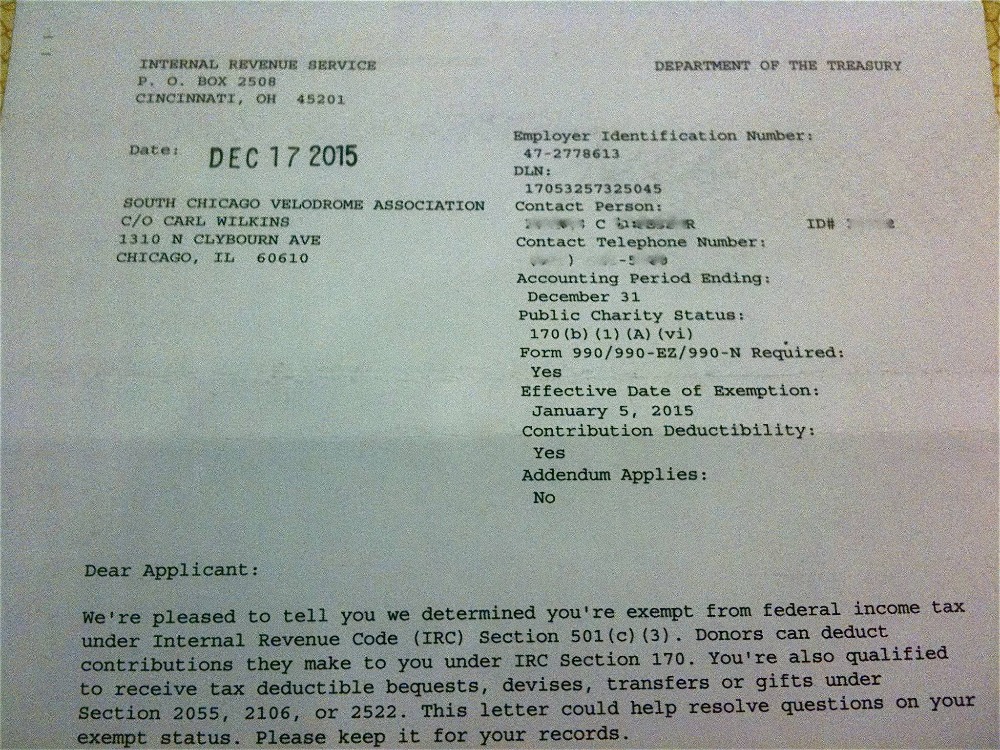 INTERNAL REVENUE SERVICE
P. O. BOX 2508
CINCINNATI, OH 45201
DEPARTMENT OF THE TREASURY
Date: DEC 17 2015
SOUTH CHICAGO VELODROME ASSOCIATION
C/O CARL WILKINS
1310 N CLYBOURN AVE
CHICAGO, IL 60610
Employer Identification Number:
47-2778613
DLN:
17053257325045
Contact Person:
C R ID#
Contact Telephone Number:
) -5
Accounting Period Ending:
December 31
Public Charity Status:
170(b)(1)(A)(vi)
Form 990/990-EZ/990-N Required:
Yes
Effective Date of Exemption:
January 5, 2015
Contribution Deductibility:
Yes
Addendum Applies:
No
Dear Applicant:
We're pleased to tell you we determined you're exempt from federal income tax
under Internal Revenue Code (IRC) Section 501(c)(3). Donors can deduct
contributions they make to you under IRC Section 170. You're also qualified
to receive tax deductible bequests, devises, transfers or gifts under
Section 2055, 2106, or 2522. This letter could help resolve questions on your
exempt status. Please keep it for your records.